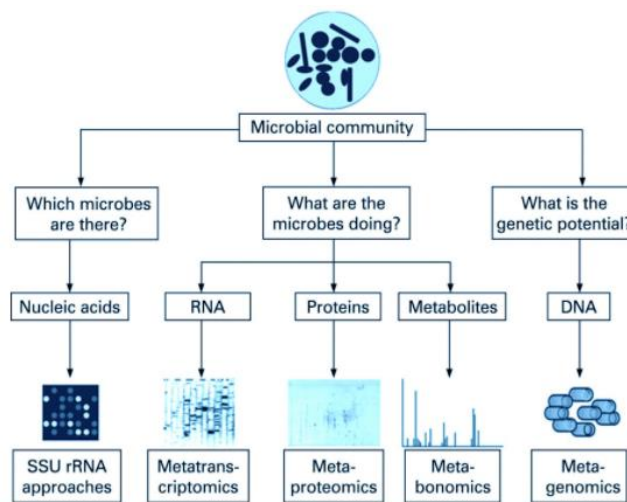 Microbial community
Which microbes
are there?
What are the
microbes doing?
What is the
genetic potential?
Nucleic acids
RNA
Proteins
Metabolites
DNA
SSU rRNA
approaches
Metatrans-
criptomics
Meta-
proteomics
Meta-
bonomics
Meta-
genomics